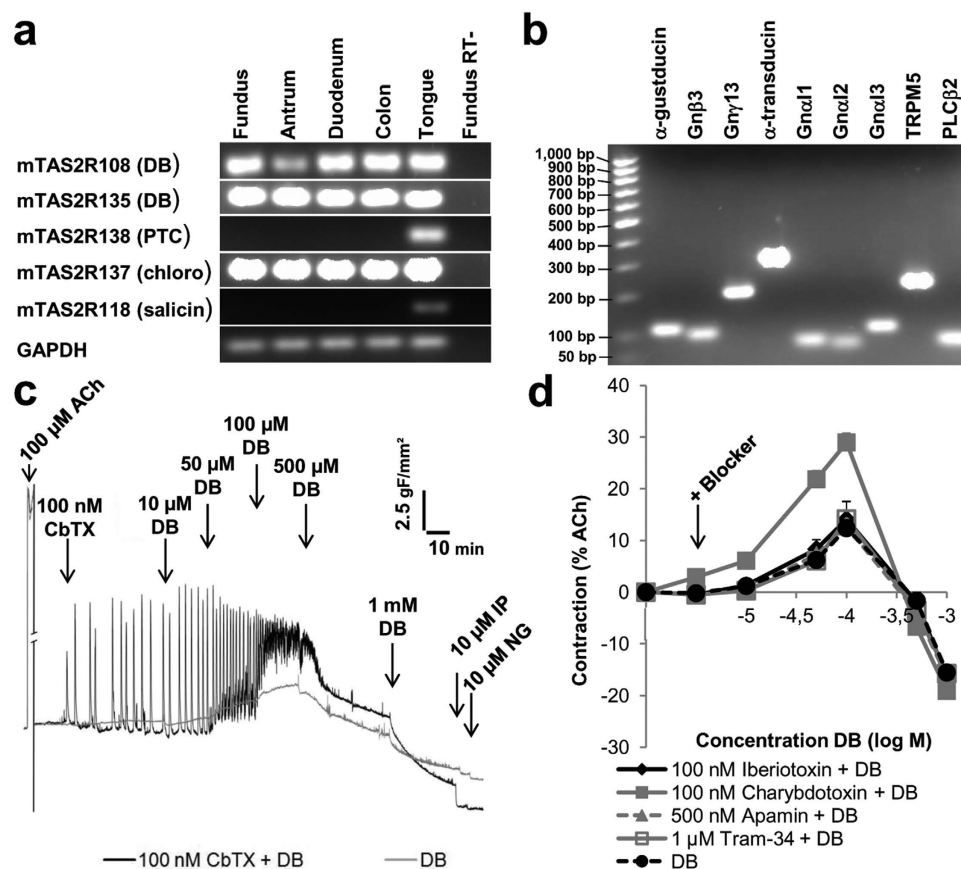 a
Fundus
Antrum
Duodenum
Colon
Tongue
Fundus RT-
mTAS2R108 (DB)
mTAS2R135 (DB)
mTAS2R138 (PTC)
mTAS2R137 (chloro)
mTAS2R118 (salicin)
GAPDH
b
α-gustducin
Gnβ3
Gnγ13
α-transducin
GnαI1
GnαI2
GnαI3
TRPM5
PLCβ2
1,000 bp
900 bp
800 bp
700 bp
600 bp
500 bp
400 bp
300 bp
200 bp
100 bp
50 bp
c
100 µM ACh
100 nM
CbTX
10 µM
DB
50 µM
DB
100 µM
DB
500 µM
DB
2.5 gF/mm²
10 min
1 mM
DB
10 µM IP
10 µM NG
100 nM CbTX + DB
DB
d
Contraction (% ACh)
40
30
20
10
0
-10
-20
-30
+ Blocker
-5
-4,5
-4
-3,5
-3
Concentration DB (log M)
100 nM Iberiotoxin + DB
100 nM Charybdotoxin + DB
500 nM Apamin + DB
1 µM Tram-34 + DB
DB